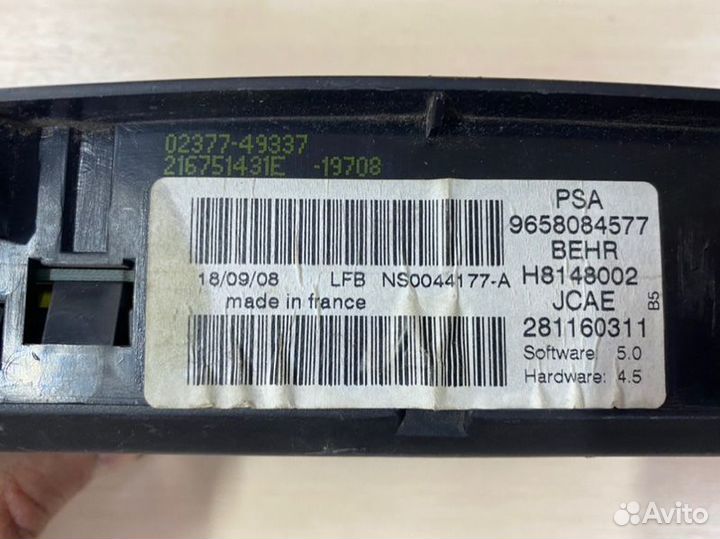 02377-49337
216751431E -19708
PSA
9658084577
BEHR
18/09/08 LFB NS0044177-A H8148002
made in france JCAE
281160311
B5
Software: 5.0
Hardware: 4.5
Avito